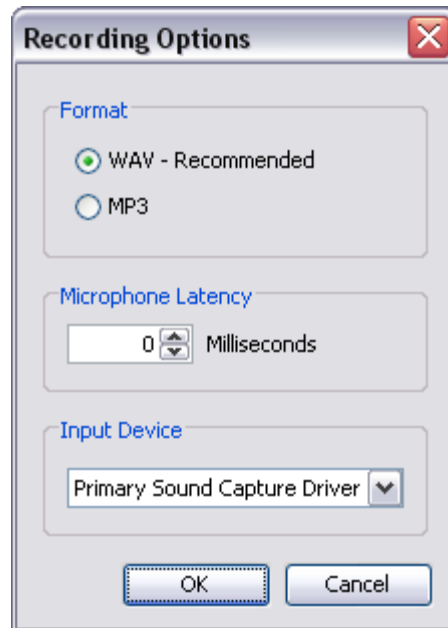 Recording Options
Format
WAV - Recommended
MP3
Microphone Latency
0 Milliseconds
Input Device
Primary Sound Capture Driver
OK Cancel